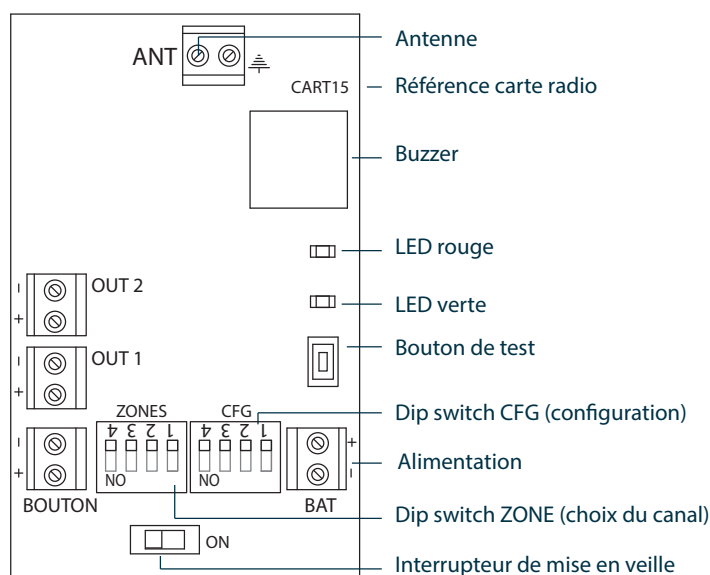 ANT
Antenne
CART15
Référence carte radio
Buzzer
LED rouge
- OUT 2
+
LED verte
- OUT 1
+
Bouton de test
ZONES
CFG
4 3 2 1
4 3 2 1
Dip switch CFG (configuration)
-
+
+
-
Alimentation
NO
NO
BOUTON
BAT
Dip switch ZONE (choix du canal)
ON
Interrupteur de mise en veille